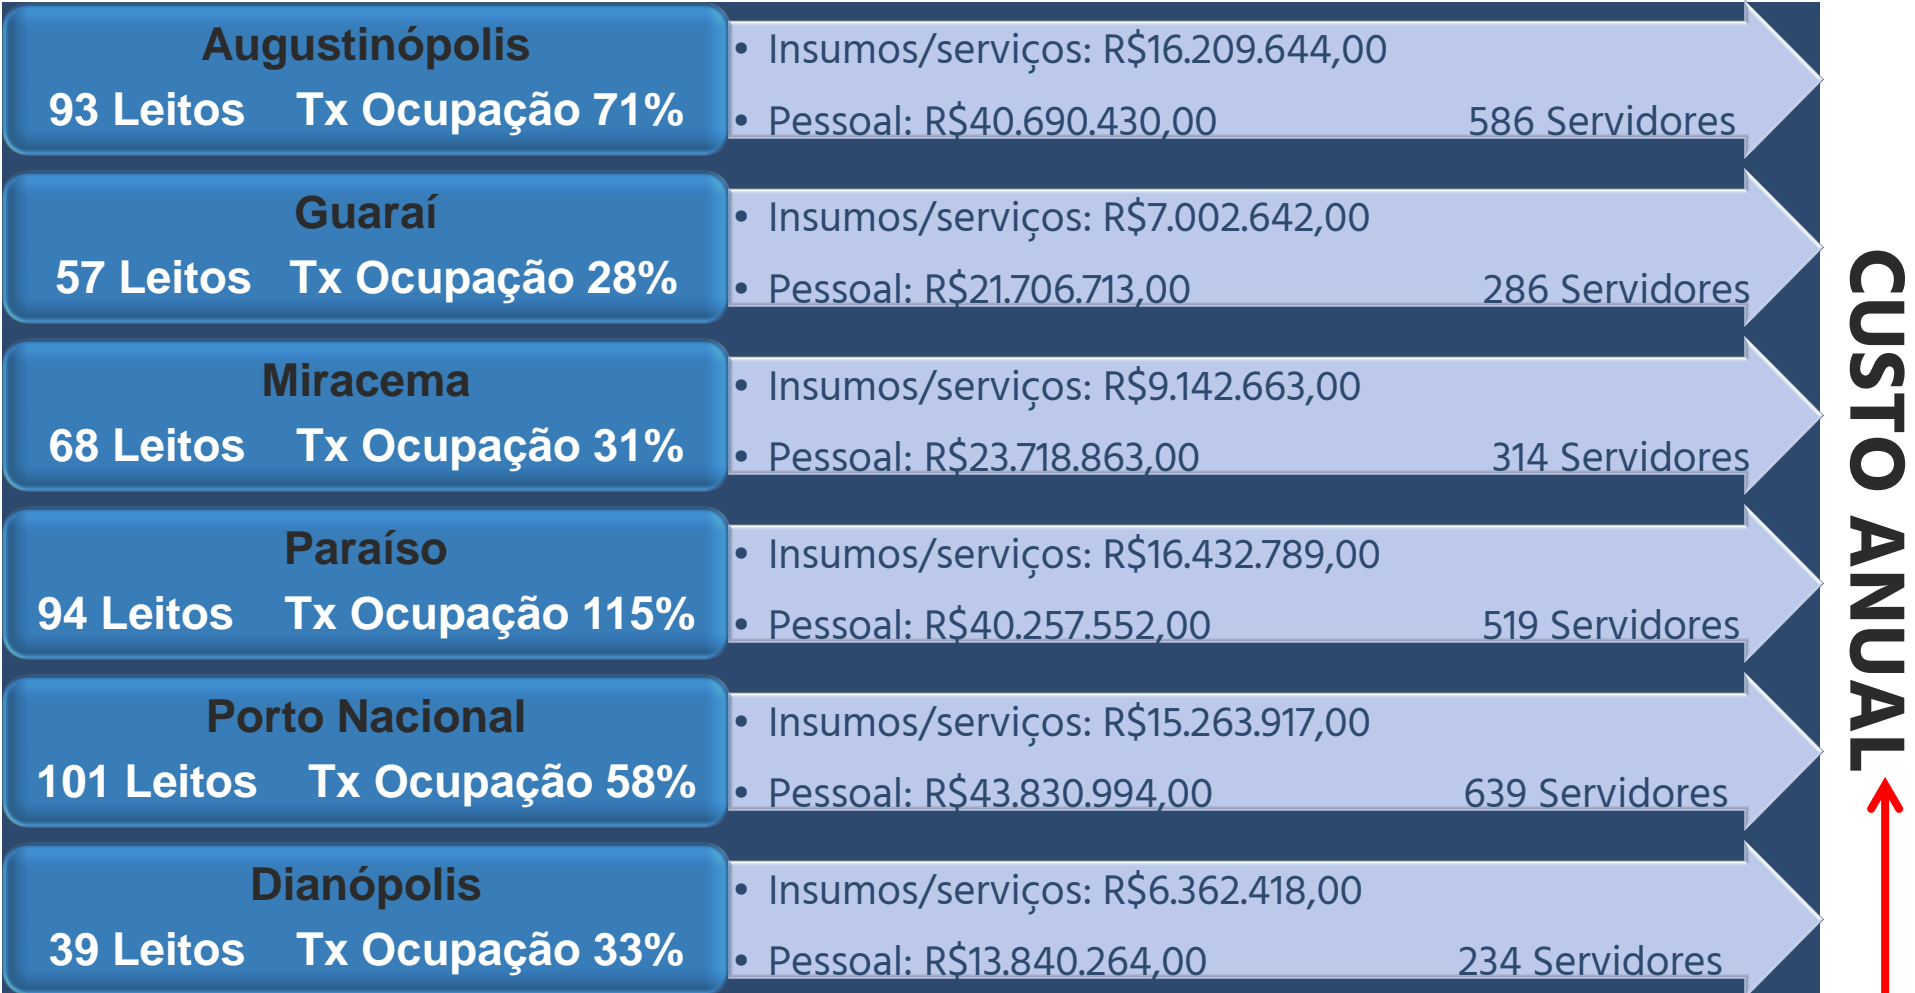 Augustinópolis
93 Leitos Tx Ocupação 71%
• Insumos/serviços: R$16.209.644,00
• Pessoal: R$40.690.430,00 586 Servidores
Guaraí
57 Leitos Tx Ocupação 28%
• Insumos/serviços: R$7.002.642,00
• Pessoal: R$21.706.713,00 286 Servidores
Miracema
68 Leitos Tx Ocupação 31%
• Insumos/serviços: R$9.142.663,00
• Pessoal: R$23.718.863,00 314 Servidores
Paraíso
94 Leitos Tx Ocupação 115%
• Insumos/serviços: R$16.432.789,00
• Pessoal: R$40.257.552,00 519 Servidores
Porto Nacional
101 Leitos Tx Ocupação 58%
• Insumos/serviços: R$15.263.917,00
• Pessoal: R$43.830.994,00 639 Servidores
Dianópolis
39 Leitos Tx Ocupação 33%
• Insumos/serviços: R$6.362.418,00
• Pessoal: R$13.840.264,00 234 Servidores
CUSTO ANUAL